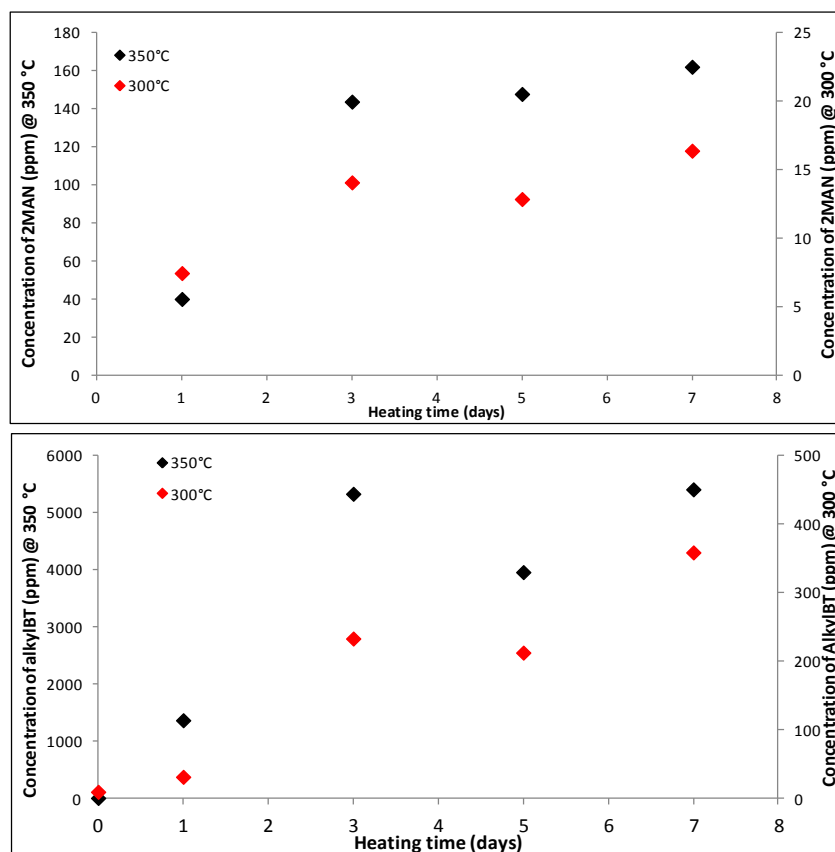 Concentration of 2MAN (ppm) @ 350 °C
180
160
140
120
100
80
60
40
20
0
350°C
300°C
25
20
15
10
5
0
Concentration of 2MAN (ppm) @ 300 °C
0 1 2 3 4 5 6 7 8
Heating time (days)
Concentration of alkylBT (ppm) @ 350 °C
6000
5000
4000
3000
2000
1000
0
350°C
300°C
500
400
300
200
100
0
Concentration of AlkylBT (ppm) @ 300 °C
0 1 2 3 4 5 6 7 8
Heating time (days)